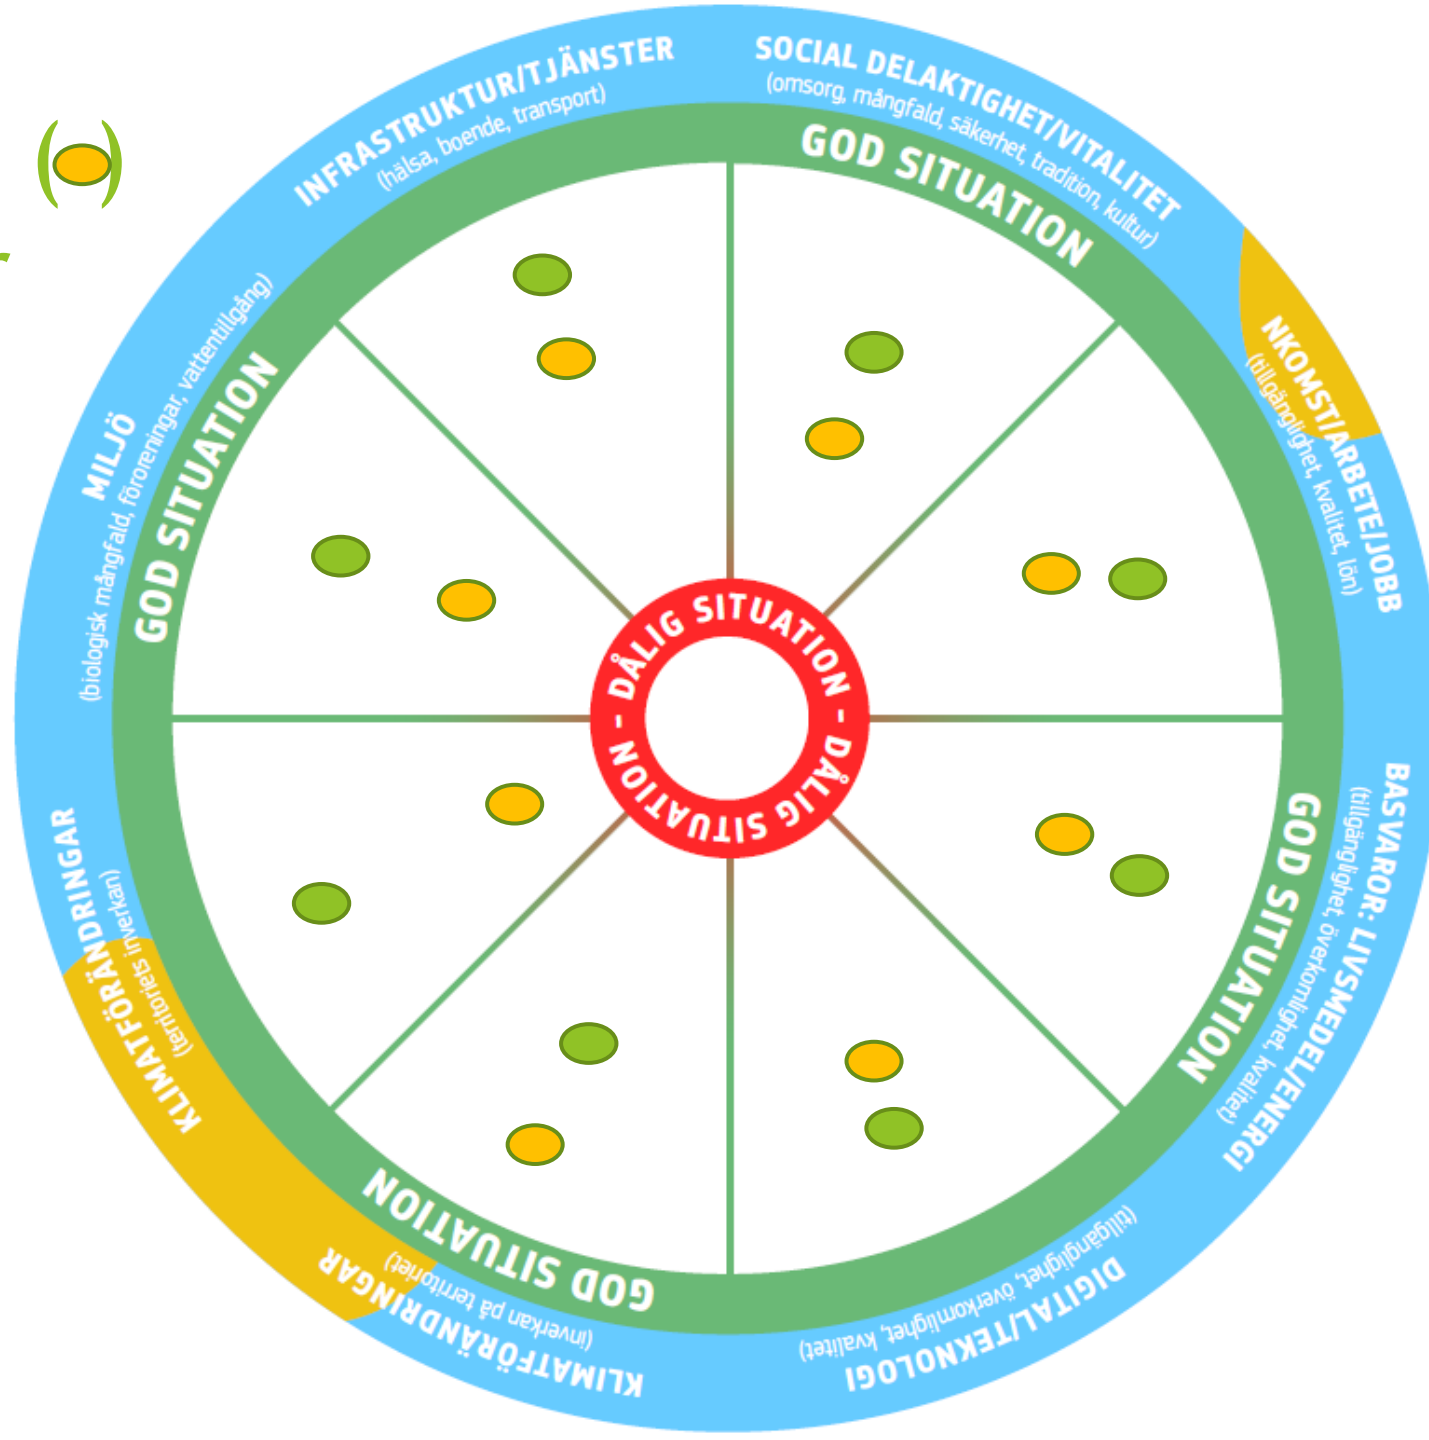 INFRASTRUKTUR/TJÄNSTER
(hälsa, boende, transport)
SOCIAL DELAKTIGHET/VITALITET
(omsorg, mångfald, säkerhet, tradition, kultur)
GOD SITUATION
NKOMST/ARBETE/JOBB
(tillgänglighet, kvalitet, lön)
BASVAROR: LIVSMEDEL/ENERGI
(tillgänglighet, överkomlighet, kvalitet)
GOD SITUATION
DIGITAL/TEKNOLOGI
(tillgänglighet, överkomlighet, kvalitet)
KLIMATFÖRÄNDRINGAR
(inverkan på territoriet)
GOD SITUATION
KLIMATFÖRÄNDRINGAR
(territoriets inverkan)
MILJÖ
(biologisk mångfald, föroreningar, vattentillgång)
GOD SITUATION
- DÅLIG SITUATION - DÅLIG SITUATION
( )